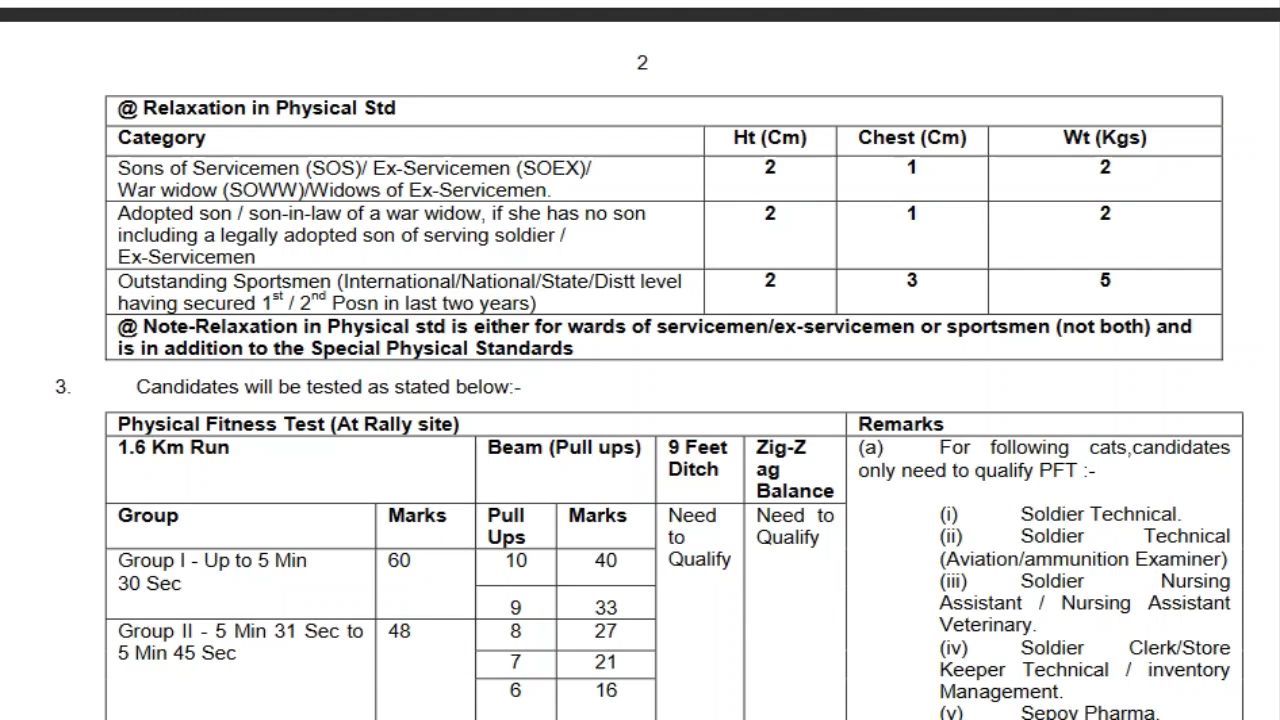 2
@ Relaxation in Physical Std
Category Ht (Cm) Chest (Cm) Wt (Kgs)
Sons of Servicemen (SOS)/ Ex-Servicemen (SOEX)/
War widow (SOWW)/Widows of Ex-Servicemen.
2 1 2
Adopted son / son-in-law of a war widow, if she has no son
including a legally adopted son of serving soldier /
Ex-Servicemen
2 1 2
Outstanding Sportsmen (International/National/State/Distt level
having secured 1st / 2nd Posn in last two years)
2 3 5
@ Note-Relaxation in Physical std is either for wards of servicemen/ex-servicemen or sportsmen (not both) and
is in addition to the Special Physical Standards
3. Candidates will be tested as stated below:-
Physical Fitness Test (At Rally site)
1.6 Km Run
Beam (Pull ups)
9 Feet
Ditch
Zig-Z
ag
Balance
Group Marks
Pull
Ups
Marks
Need
to
Qualify
Need to
Qualify
Group I - Up to 5 Min
30 Sec
60
10 40
9 33
Group II - 5 Min 31 Sec to
5 Min 45 Sec
48
8 27
7 21
6 16
Remarks
(a) For following cats,candidates
only need to qualify PFT :-
(i) Soldier Technical.
(ii) Soldier Technical
(Aviation/ammunition Examiner)
(iii) Soldier Nursing
Assistant / Nursing Assistant
Veterinary.
(iv) Soldier Clerk/Store
Keeper Technical / inventory
Management.
(v) Sepoy Pharma.